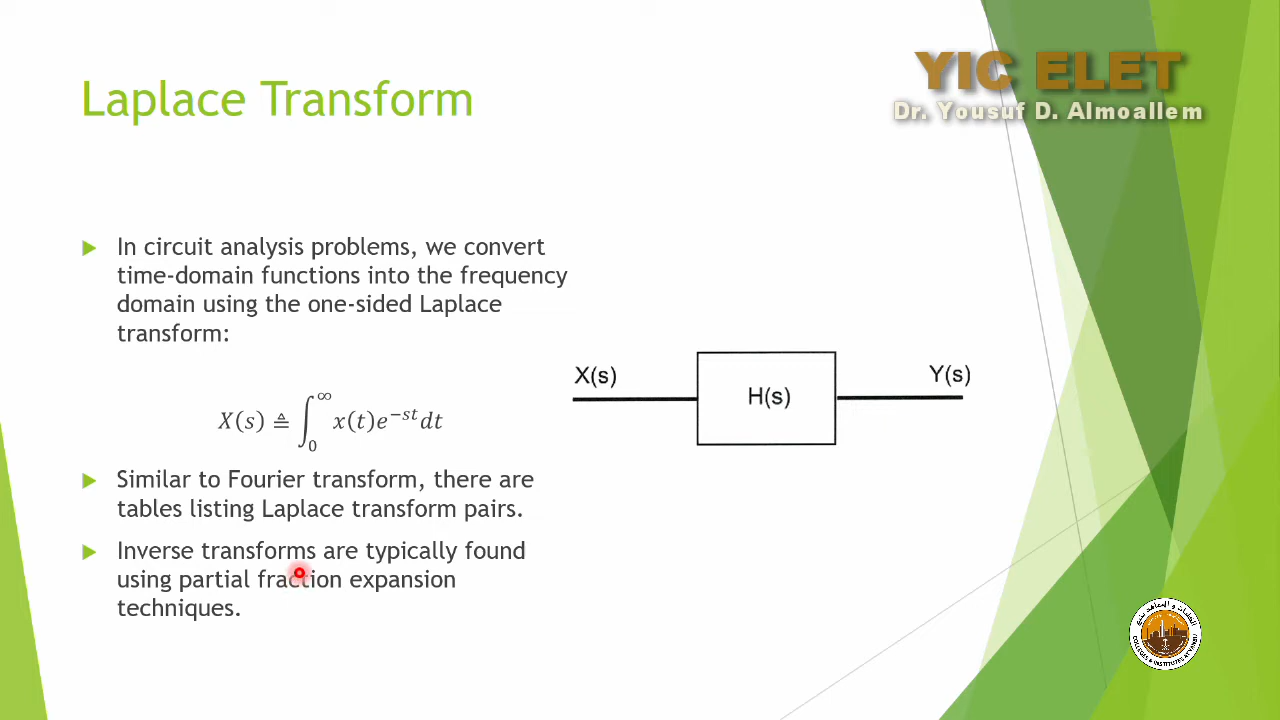 YIC ELET
Dr. Yousuf D. Almoallem
Laplace Transform
In circuit analysis problems, we convert
time-domain functions into the frequency
domain using the one-sided Laplace
transform:
X(s) ≜ ∫₀^∞ x(t)e^{−st}dt
Similar to Fourier transform, there are
tables listing Laplace transform pairs.
Inverse transforms are typically found
using partial fraction expansion
techniques.
X(s)
H(s)
Y(s)